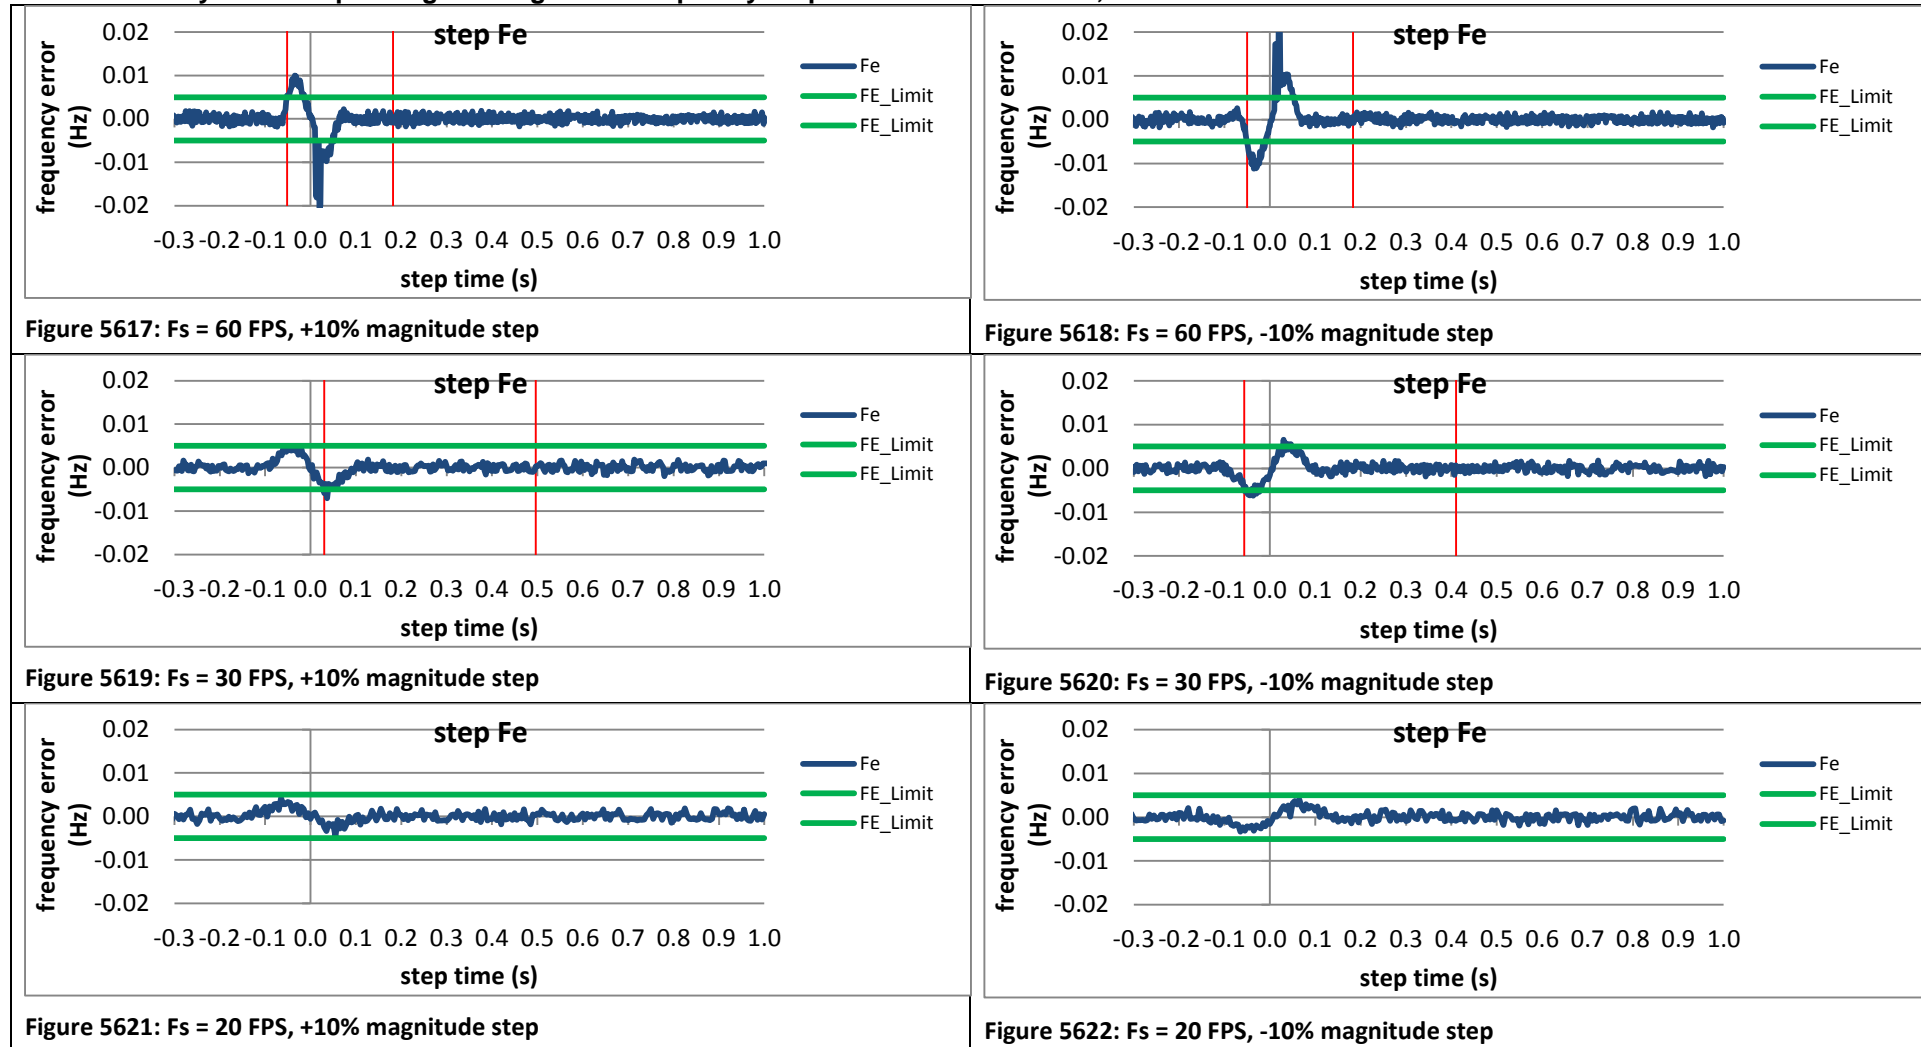 step Fe
0.02
0.01
0.00
-0.01
-0.02
frequency error
(Hz)
-0.3 -0.2 -0.1 0.0 0.1 0.2 0.3 0.4 0.5 0.6 0.7 0.8 0.9 1.0
step time (s)
Fe
FE_Limit
FE_Limit
Figure 5617: Fs = 60 FPS, +10% magnitude step
step Fe
0.02
0.01
0.00
-0.01
-0.02
frequency error
(Hz)
-0.3 -0.2 -0.1 0.0 0.1 0.2 0.3 0.4 0.5 0.6 0.7 0.8 0.9 1.0
step time (s)
Fe
FE_Limit
FE_Limit
Figure 5618: Fs = 60 FPS, -10% magnitude step
step Fe
0.02
0.01
0.00
-0.01
-0.02
frequency error
(Hz)
-0.3 -0.2 -0.1 0.0 0.1 0.2 0.3 0.4 0.5 0.6 0.7 0.8 0.9 1.0
step time (s)
Fe
FE_Limit
FE_Limit
Figure 5619: Fs = 30 FPS, +10% magnitude step
step Fe
0.02
0.01
0.00
-0.01
-0.02
frequency error
(Hz)
-0.3 -0.2 -0.1 0.0 0.1 0.2 0.3 0.4 0.5 0.6 0.7 0.8 0.9 1.0
step time (s)
Fe
FE_Limit
FE_Limit
Figure 5620: Fs = 30 FPS, -10% magnitude step
step Fe
0.02
0.01
0.00
-0.01
-0.02
frequency error
(Hz)
-0.3 -0.2 -0.1 0.0 0.1 0.2 0.3 0.4 0.5 0.6 0.7 0.8 0.9 1.0
step time (s)
Fe
FE_Limit
FE_Limit
Figure 5621: Fs = 20 FPS, +10% magnitude step
step Fe
0.02
0.01
0.00
-0.01
-0.02
frequency error
(Hz)
-0.3 -0.2 -0.1 0.0 0.1 0.2 0.3 0.4 0.5 0.6 0.7 0.8 0.9 1.0
step time (s)
Fe
FE_Limit
FE_Limit
Figure 5622: Fs = 20 FPS, -10% magnitude step